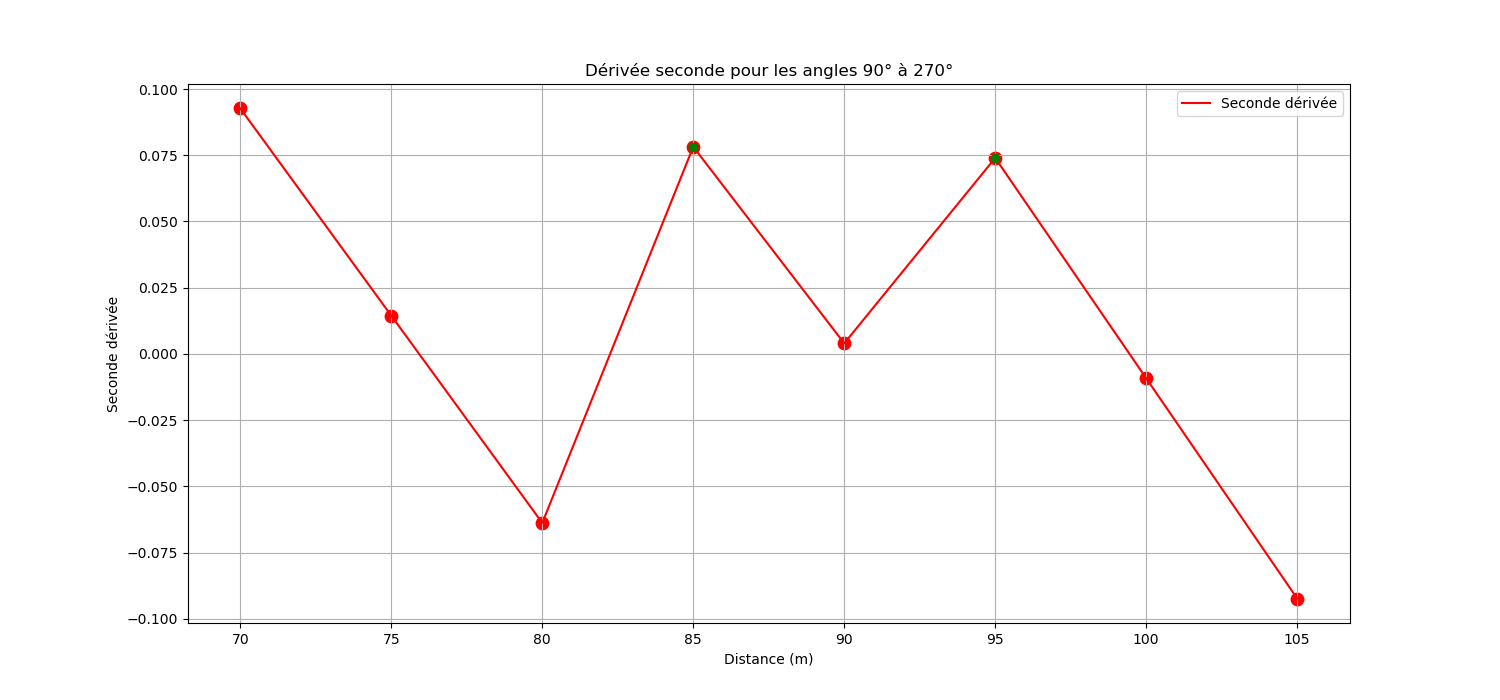 Dérivée seconde pour les angles 90° à 270°
Seconde dérivée
0.100
0.075
0.050
0.025
0.000
−0.025
−0.050
−0.075
−0.100
Seconde dérivée
70 75 80 85 90 95 100 105
Distance (m)